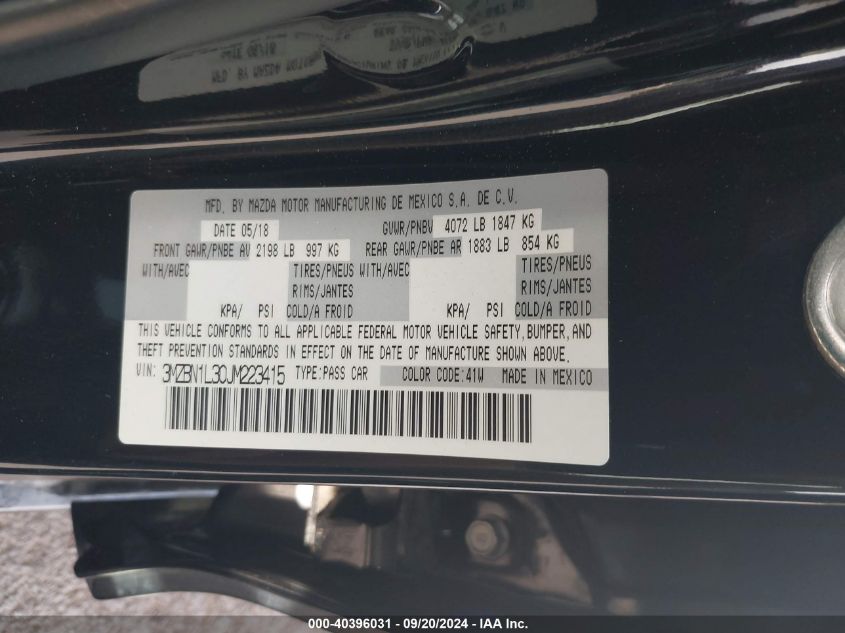 MFD. BY MAZDA MOTOR MANUFACTURING DE MEXICO S.A. DE C.V.
DATE 05/18 GVWR/PNBV 4072 LB 1847 KG
FRONT GAWR/PNBE AV 2198 LB 997 KG REAR GAWR/PNBE AR 1883 LB 854 KG
WITH/AVEC TIRES/PNEUS WITH/AVEC TIRES/PNEUS
RIMS/JANTES RIMS/JANTES
KPA/ PSI COLD/A FROID KPA/ PSI COLD/A FROID
THIS VEHICLE CONFORMS TO ALL APPLICABLE FEDERAL MOTOR VEHICLE SAFETY, BUMPER, AND
THEFT PREVENTION STANDARDS IN EFFECT ON THE DATE OF MANUFACTURE SHOWN ABOVE.
VIN: 3MZBN1L30JM223415 TYPE:PASS CAR COLOR CODE:41W MADE IN MEXICO
000-40396031 - 09/20/2024 - IAA Inc.